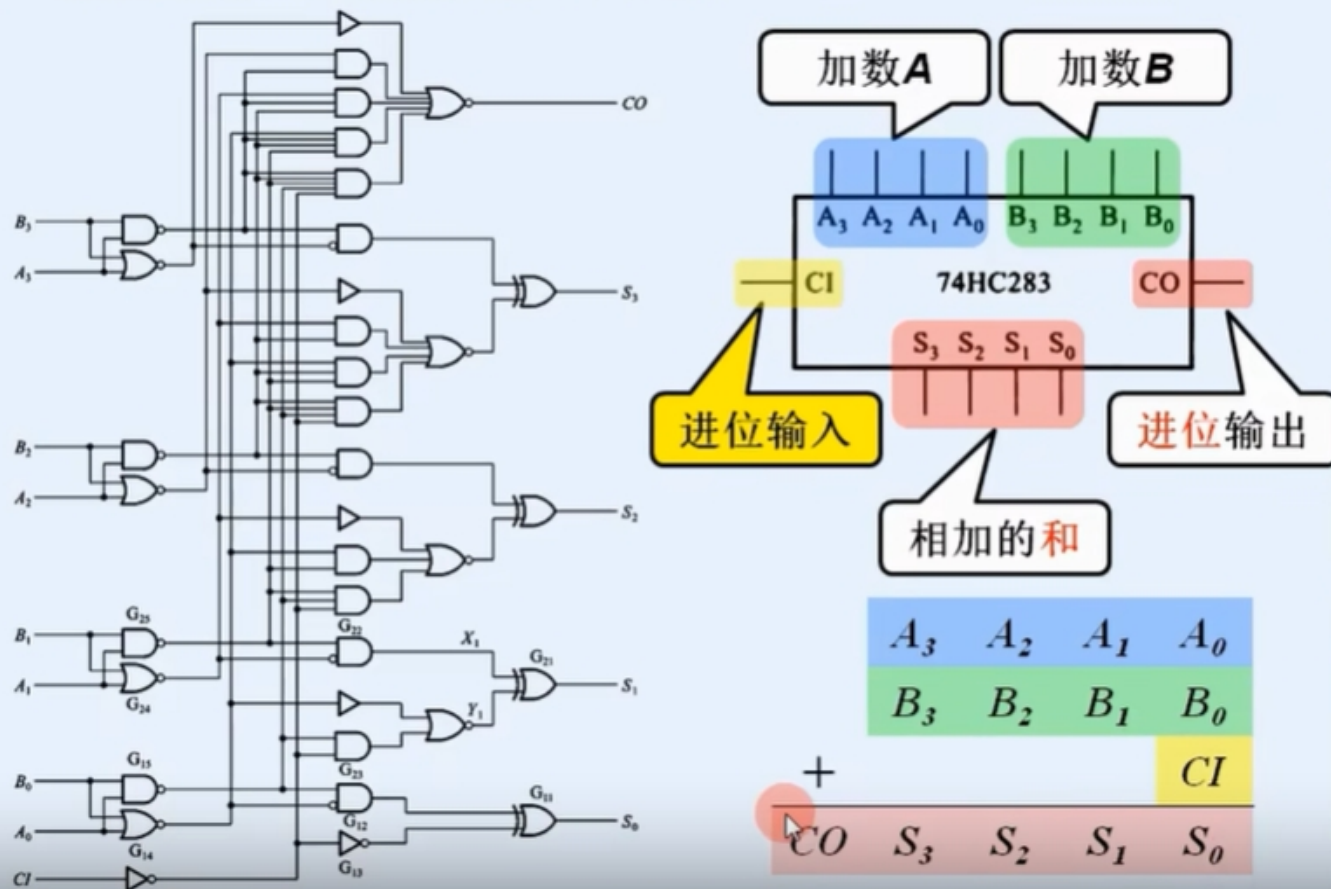 CO
B₃
A₃
S₃
B₂
A₂
S₂
G₂₅
B₁
A₁
G₂₄
G₂₂
X₁
G₂₁
S₁
Y₁
G₂₃
G₁₅
B₀
A₀
G₁₄
G₁₂
G₁₁
S₀
G₁₃
CI
加数A 加数B
A₃ A₂ A₁ A₀ B₃ B₂ B₁ B₀
CI 74HC283 CO
S₃ S₂ S₁ S₀
进位输入 进位输出
相加的和
A₃ A₂ A₁ A₀
B₃ B₂ B₁ B₀
+ CI
CO S₃ S₂ S₁ S₀